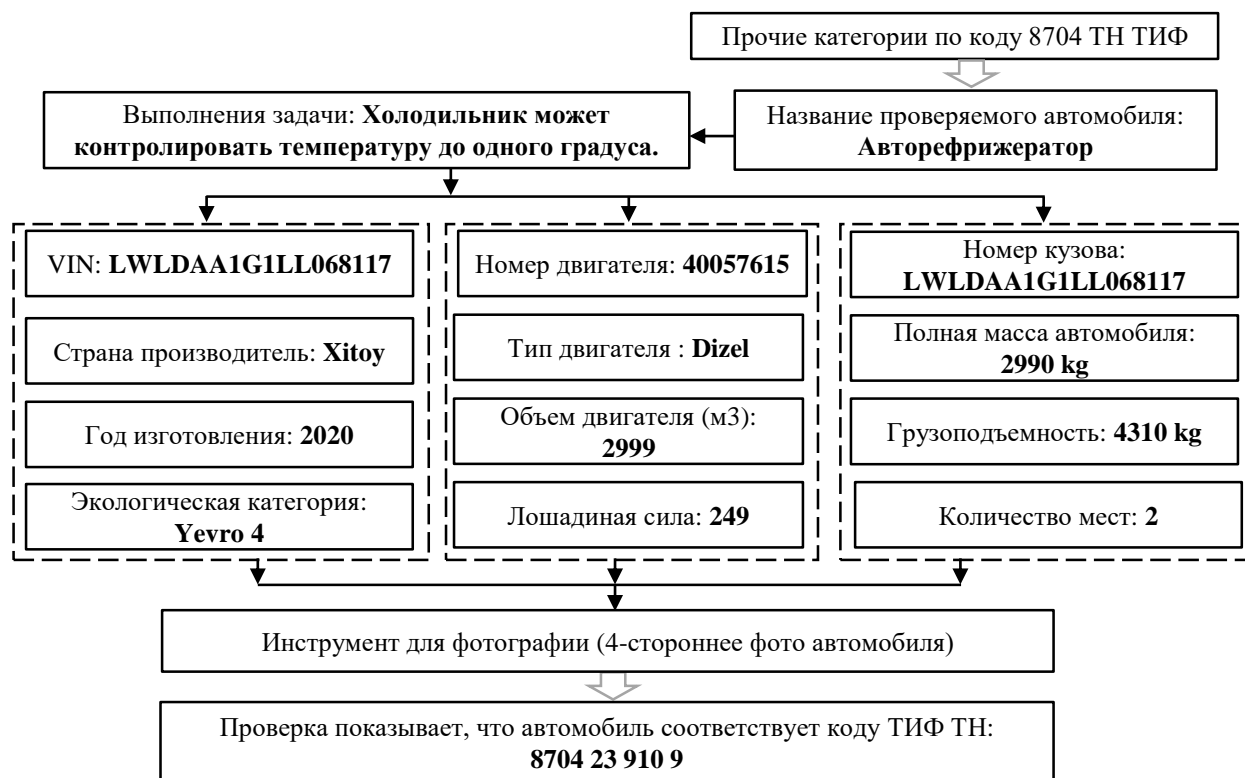 Прочие категории по коду 8704 ТН ТИФ
Выполнения задачи: Холодильник может
контролировать температуру до одного градуса.
Название проверяемого автомобиля:
Авторефрижератор
VIN: LWLDAA1G1LL068117
Страна производитель: Xitoy
Год изготовления: 2020
Экологическая категория:
Yevro 4
Номер двигателя: 40057615
Тип двигателя : Dizel
Объем двигателя (м3):
2999
Лошадиная сила: 249
Номер кузова:
LWLDAA1G1LL068117
Полная масса автомобиля:
2990 kg
Грузоподъемность: 4310 kg
Количество мест: 2
Инструмент для фотографии (4-стороннее фото автомобиля)
Проверка показывает, что автомобиль соответствует коду ТИФ ТН:
8704 23 910 9